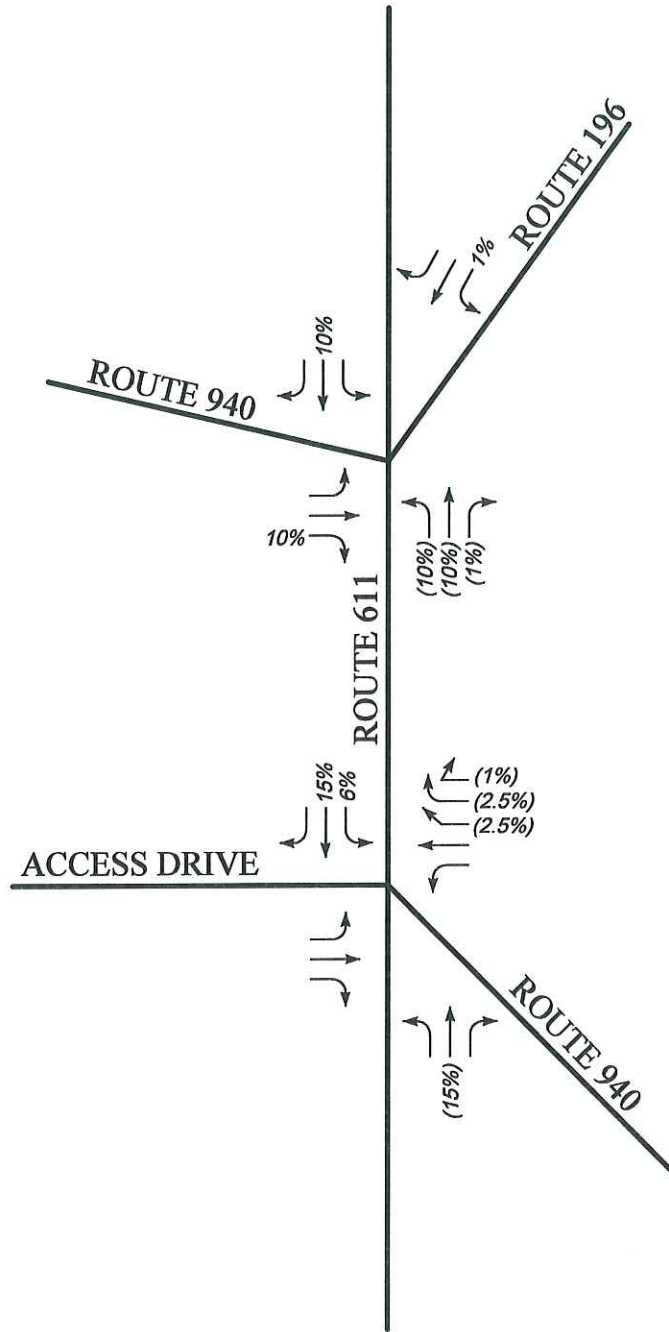 ROUTE 196
1%
10%
ROUTE 940
10%
(10%)
(10%)
(1%)
ROUTE 611
15%
6%
(1%)
(2.5%)
(2.5%)
ACCESS DRIVE
ROUTE 940
(15%)